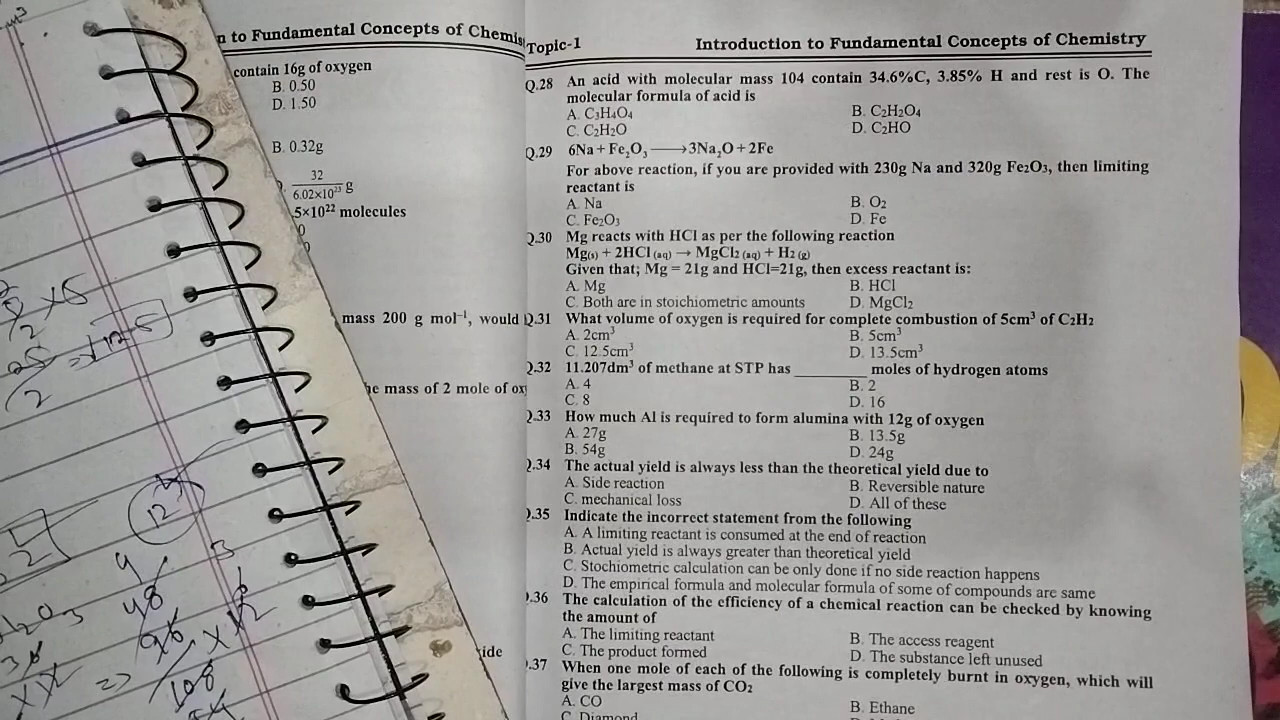 n to Fundamental Concepts of Chemis
contain 16g of oxygen
B. 0.50
D. 1.50
B. 0.32g
32
6.02×10²³ g
5×10²² molecules
mass 200 g mol⁻¹, would
he mass of 2 mole of ox
ide
Topic-1 Introduction to Fundamental Concepts of Chemistry
Q.28 An acid with molecular mass 104 contain 34.6%C, 3.85% H and rest is O. The
molecular formula of acid is
A. C₃H₄O₄ B. C₂H₂O₄
C. C₂H₂O D. C₂HO
Q.29 6Na + Fe₂O₃ ⟶ 3Na₂O + 2Fe
For above reaction, if you are provided with 230g Na and 320g Fe₂O₃, then limiting
reactant is
A. Na B. O₂
C. Fe₂O₃ D. Fe
Q.30 Mg reacts with HCl as per the following reaction
Mg₍ₛ₎ + 2HCl (aq) → MgCl₂ (aq) + H₂ (g)
Given that; Mg = 21g and HCl=21g, then excess reactant is:
A. Mg B. HCl
C. Both are in stoichiometric amounts D. MgCl₂
Q.31 What volume of oxygen is required for complete combustion of 5cm³ of C₂H₂
A. 2cm³ B. 5cm³
C. 12.5cm³ D. 13.5cm³
Q.32 11.207dm³ of methane at STP has ________ moles of hydrogen atoms
A. 4 B. 2
C. 8 D. 16
Q.33 How much Al is required to form alumina with 12g of oxygen
A. 27g B. 13.5g
B. 54g D. 24g
Q.34 The actual yield is always less than the theoretical yield due to
A. Side reaction B. Reversible nature
C. mechanical loss D. All of these
Q.35 Indicate the incorrect statement from the following
A. A limiting reactant is consumed at the end of reaction
B. Actual yield is always greater than theoretical yield
C. Stochiometric calculation can be only done if no side reaction happens
D. The empirical formula and molecular formula of some of compounds are same
.36 The calculation of the efficiency of a chemical reaction can be checked by knowing
the amount of
A. The limiting reactant B. The access reagent
C. The product formed D. The substance left unused
.37 When one mole of each of the following is completely burnt in oxygen, which will
give the largest mass of CO₂
A. CO B. Ethane
C. Diamond